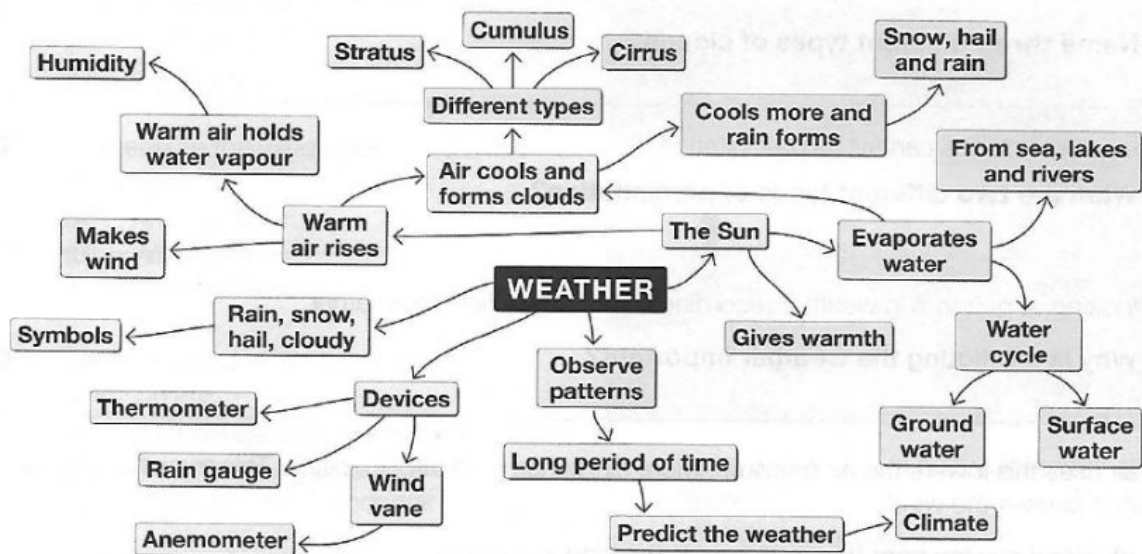 Cumulus
Stratus
Cirrus
Snow, hail
and rain
Humidity
Different types
Cools more and
rain forms
Warm air holds
water vapour
From sea, lakes
and rivers
Air cools and
forms clouds
Makes
wind
Warm
air rises
The Sun
Evaporates
water
WEATHER
Symbols
Rain, snow,
hail, cloudy
Gives warmth
Water
cycle
Observe
patterns
Thermometer
Devices
Ground
water
Surface
water
Rain gauge
Wind
vane
Long period of time
Anemometer
Predict the weather
Climate